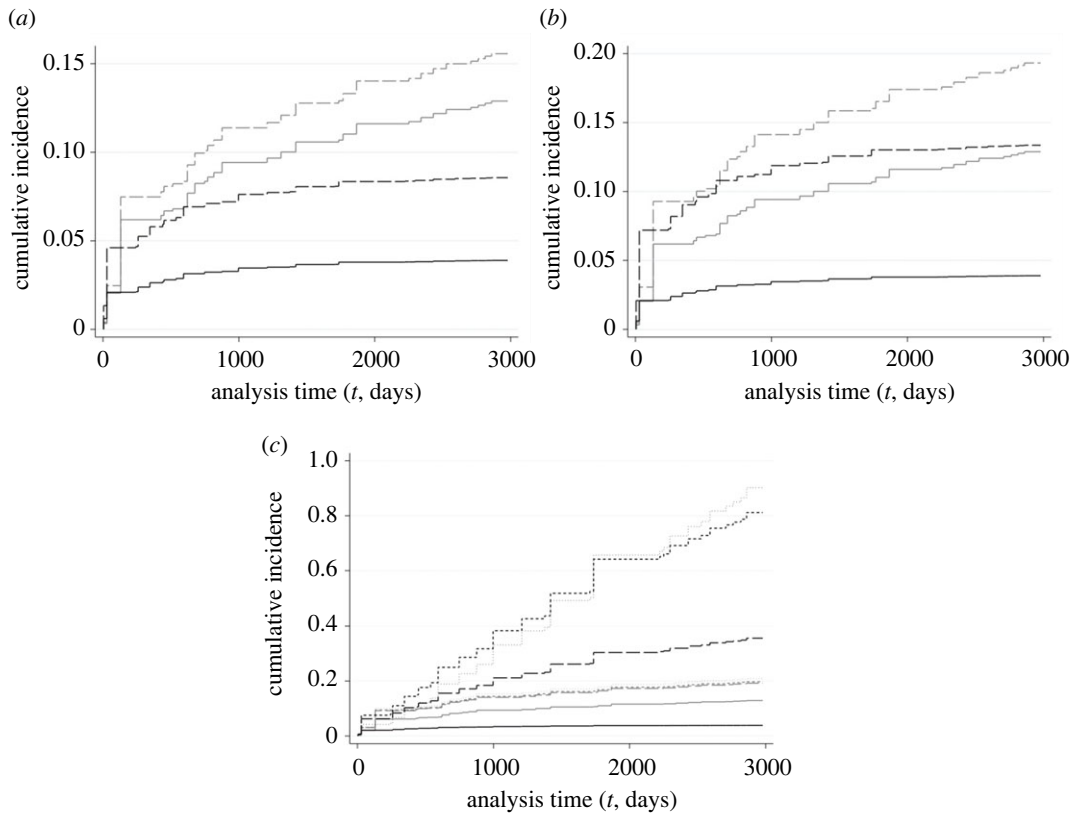 (a)
cumulative incidence
0.15
0.10
0.05
0
0 1000 2000 3000
analysis time (t, days)
(b)
cumulative incidence
0.20
0.15
0.10
0.05
0
0 1000 2000 3000
analysis time (t, days)
(c)
cumulative incidence
1.0
0.8
0.6
0.4
0.2
0
0 1000 2000 3000
analysis time (t, days)